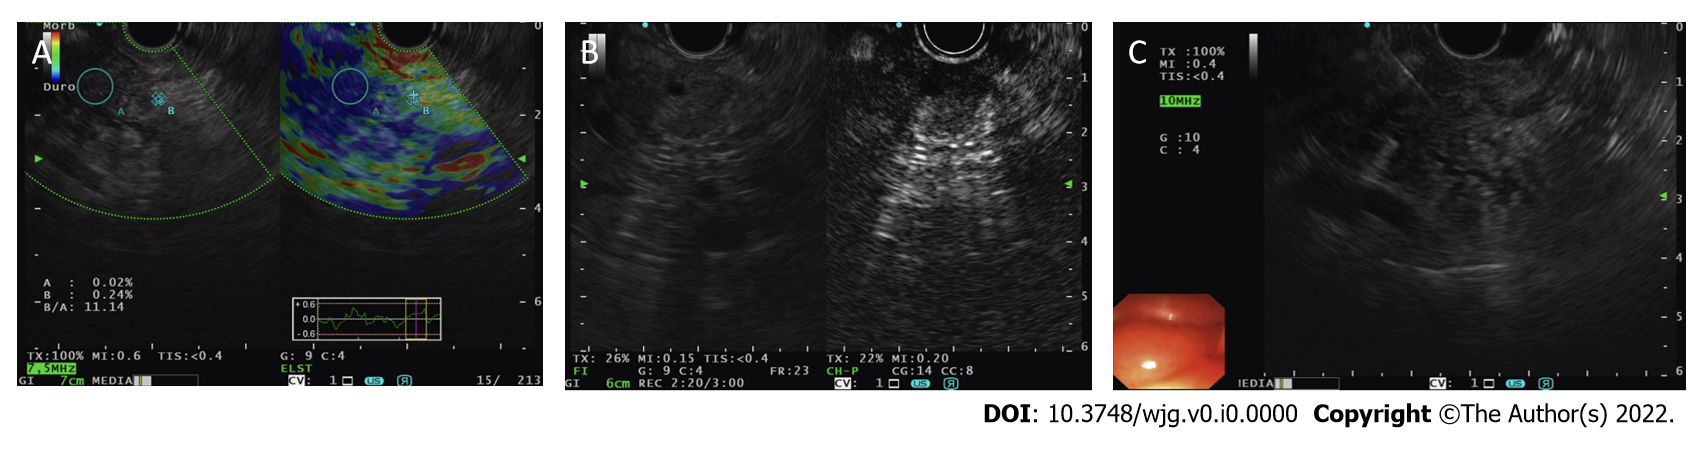 A
Morb
Duro
A
B
A
B
0
2
4
6
A : 0.02%
B : 0.24%
B/A: 11.14
+0.6
0.0
-0.6
TX:100% MI:0.6 TIS:<0.4
G: 9 C:4
7,5MHz
ELST
GI 7cm MEDIA
CV: 1 US R
15/ 213
B
0
1
2
3
4
5
6
TX: 26% MI:0.15 TIS:<0.4
TX: 22% MI:0.20
FI G: 9 C:4 FR:23
CH-P CG:14 CC:8
GI 6cm REC 2:20/3:00
CV: 1 US R
C
TX :100%
MI :0.4
TIS:<0.4
10MHz
G :10
C : 4
0
1
2
3
4
5
6
IEDIA
CV: 1 US R
DOI: 10.3748/wjg.v0.i0.0000 Copyright ©The Author(s) 2022.